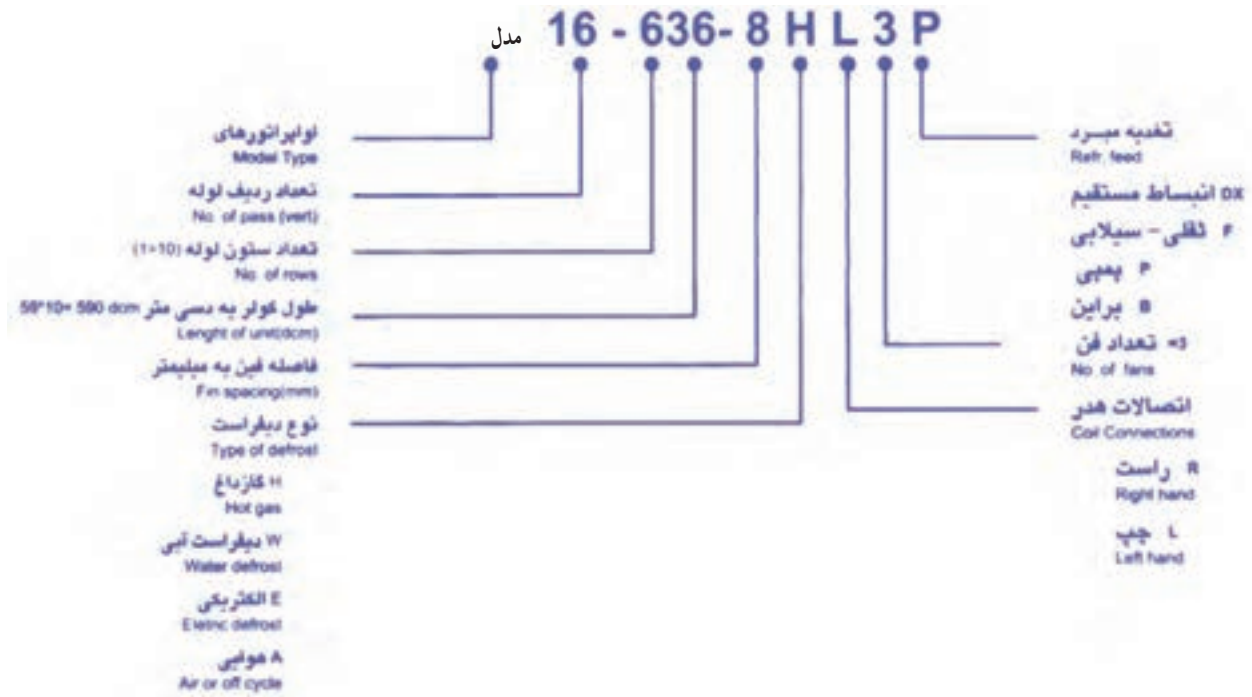 مدل 16 - 636- 8 H L 3 P
اواپراتورهای
Model Type
تعداد ردیف لوله
No. of pass (vert)
تعداد ستون لوله (10=1)
No. of rows
طول کولر به دسی متر 59*10= 590 dcm
Lenght of unit(dcm)
فاصله فین به میلیمتر
Fin spacing(mm)
نوع دیفراست
Type of defrost
H گازداغ
Hot gas
W دیفراست آبی
Water defrost
E الکتریکی
Eletric defrost
A هوایی
Air or off cycle
تغذیه مبرد
Refr. feed
DX انبساط مستقیم
F ثقلی - سیلابی
P پمپی
B براین
3= تعداد فن
No. of fans
اتصالات هدر
Coil Connections
R راست
Right hand
L چپ
Left hand